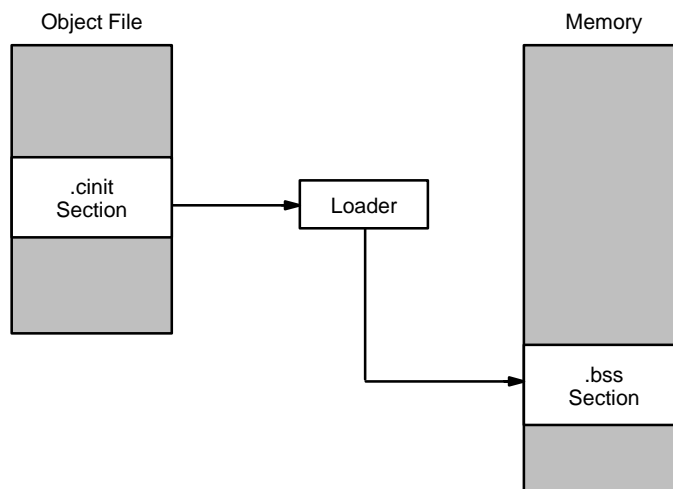 Object File
Memory
.cinit
Section
Loader
.bss
Section